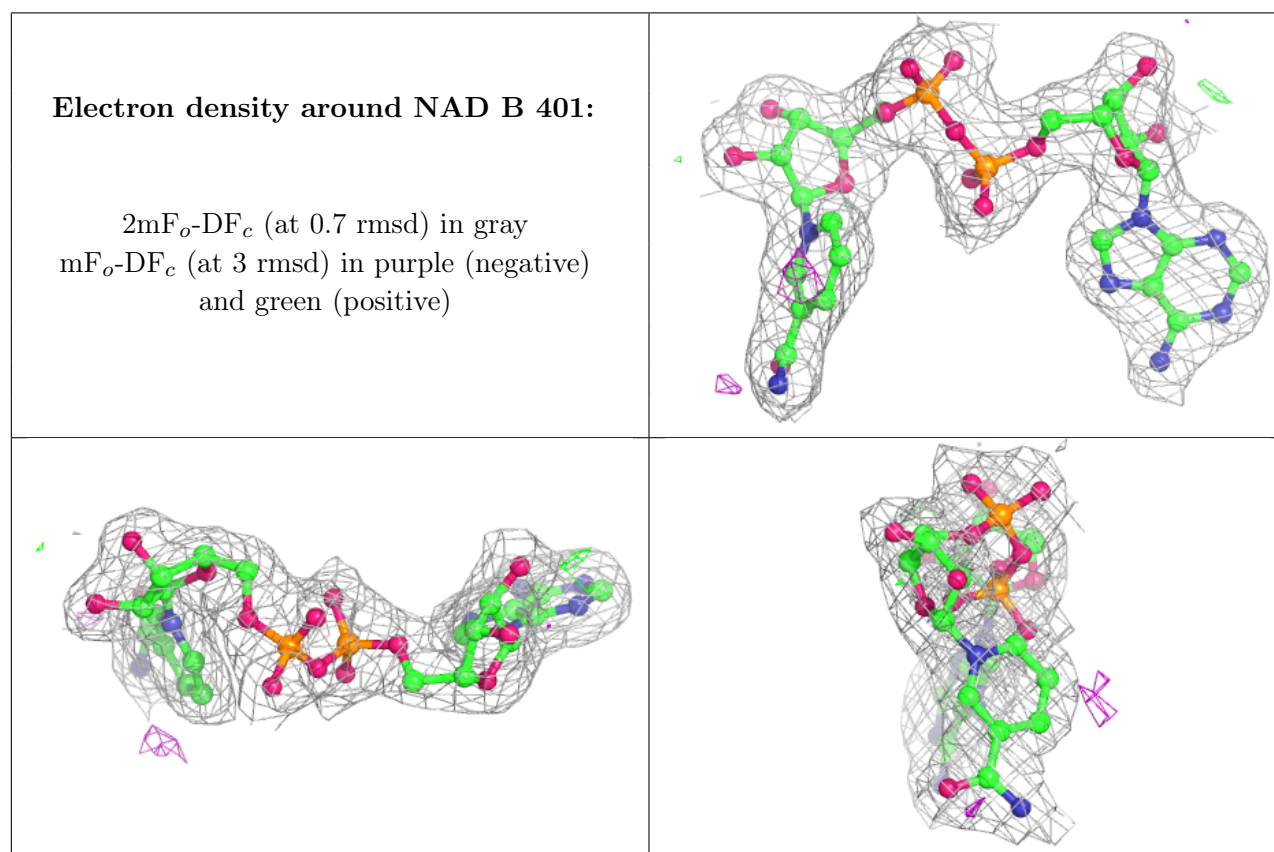 Electron density around NAD B 401:
2mFₒ-DF𝒸 (at 0.7 rmsd) in gray
mFₒ-DF𝒸 (at 3 rmsd) in purple (negative)
and green (positive)